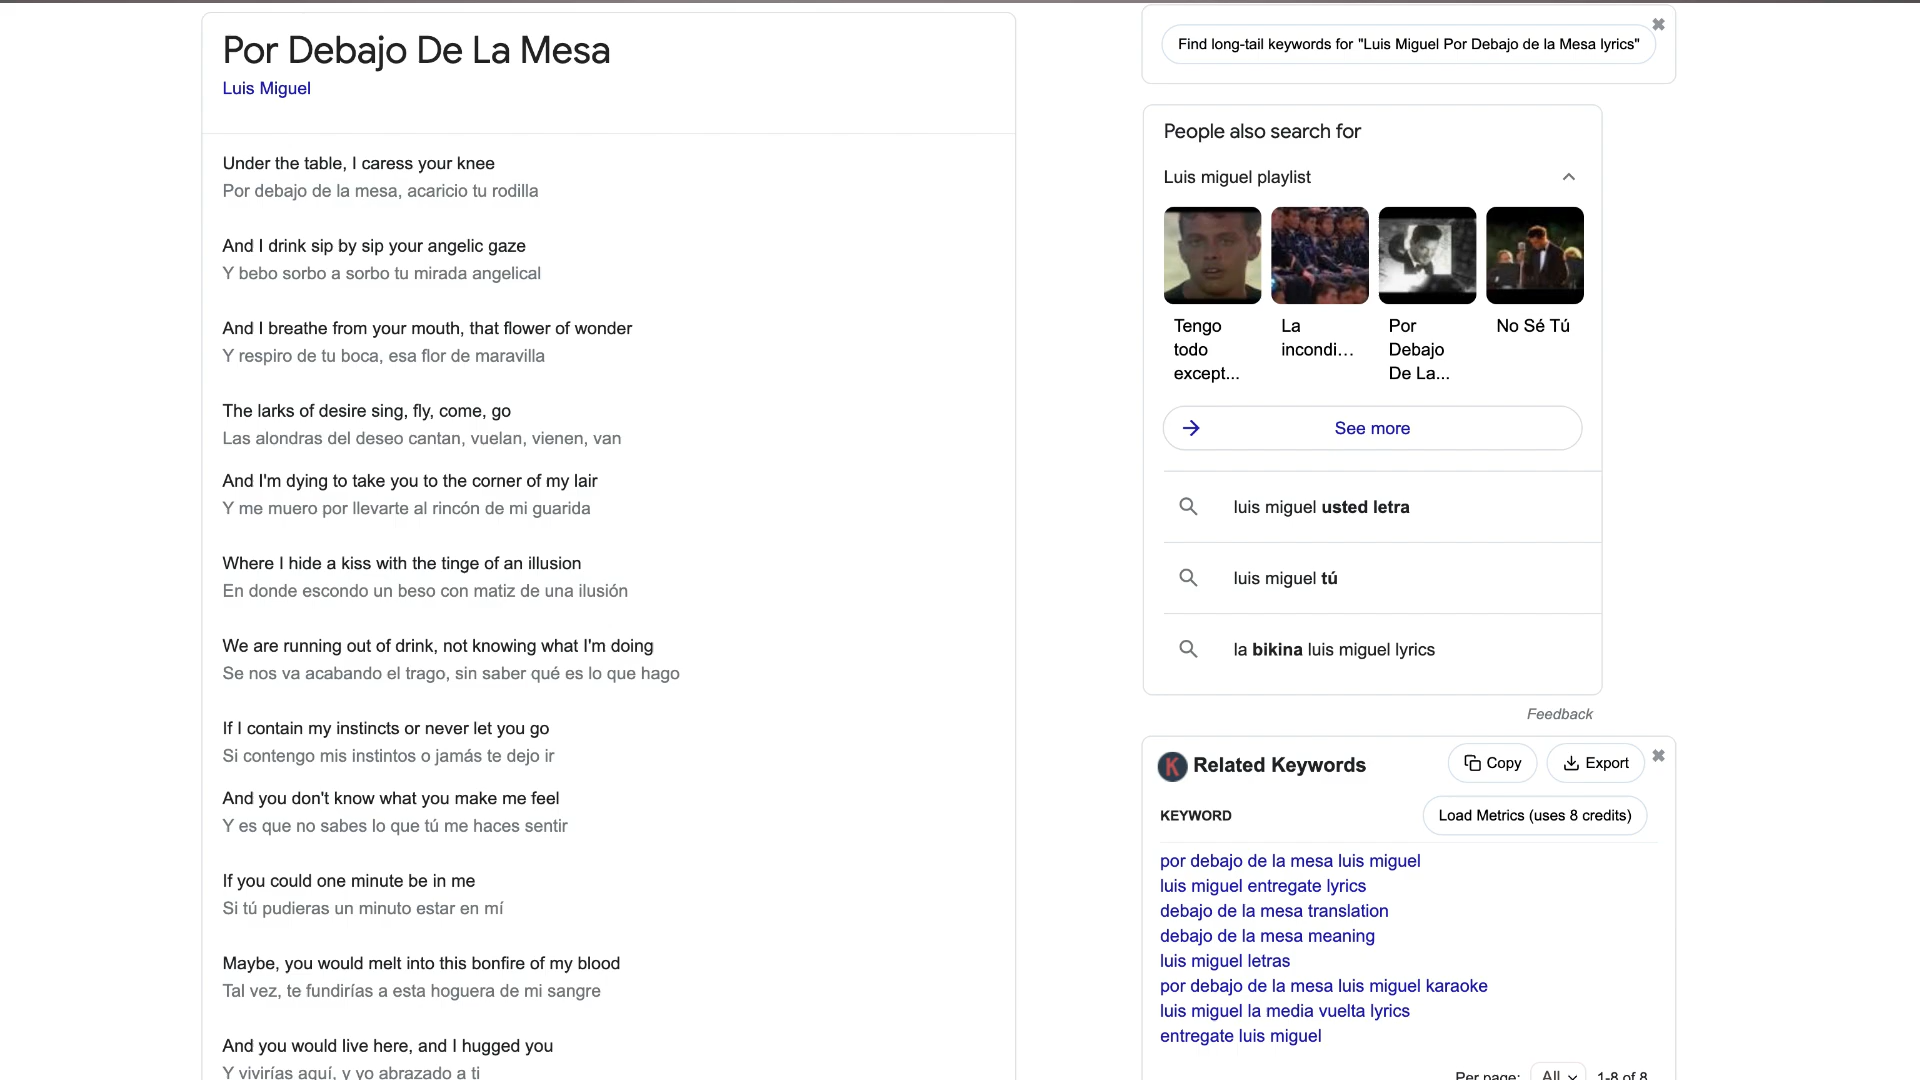 Por Debajo De La Mesa
Luis Miguel
Under the table, I caress your knee
Por debajo de la mesa, acaricio tu rodilla
And I drink sip by sip your angelic gaze
Y bebo sorbo a sorbo tu mirada angelical
And I breathe from your mouth, that flower of wonder
Y respiro de tu boca, esa flor de maravilla
The larks of desire sing, fly, come, go
Las alondras del deseo cantan, vuelan, vienen, van
And I'm dying to take you to the corner of my lair
Y me muero por llevarte al rincón de mi guarida
Where I hide a kiss with the tinge of an illusion
En donde escondo un beso con matiz de una ilusión
We are running out of drink, not knowing what I'm doing
Se nos va acabando el trago, sin saber qué es lo que hago
If I contain my instincts or never let you go
Si contengo mis instintos o jamás te dejo ir
And you don't know what you make me feel
Y es que no sabes lo que tú me haces sentir
If you could one minute be in me
Si tú pudieras un minuto estar en mí
Maybe, you would melt into this bonfire of my blood
Tal vez, te fundirías a esta hoguera de mi sangre
And you would live here, and I hugged you
Y vivirías aquí, y yo abrazado a ti
Find long-tail keywords for "Luis Miguel Por Debajo de la Mesa lyrics"
People also search for
Luis miguel playlist
Tengo
todo
except...
La
incondi...
Por
Debajo
De La...
No Sé Tú
See more
luis miguel usted letra
luis miguel tú
la bikina luis miguel lyrics
Feedback
K Related Keywords
Copy
Export
KEYWORD
Load Metrics (uses 8 credits)
por debajo de la mesa luis miguel
luis miguel entregate lyrics
debajo de la mesa translation
debajo de la mesa meaning
luis miguel letras
por debajo de la mesa luis miguel karaoke
luis miguel la media vuelta lyrics
entregate luis miguel
Per page: All 1-8 of 8